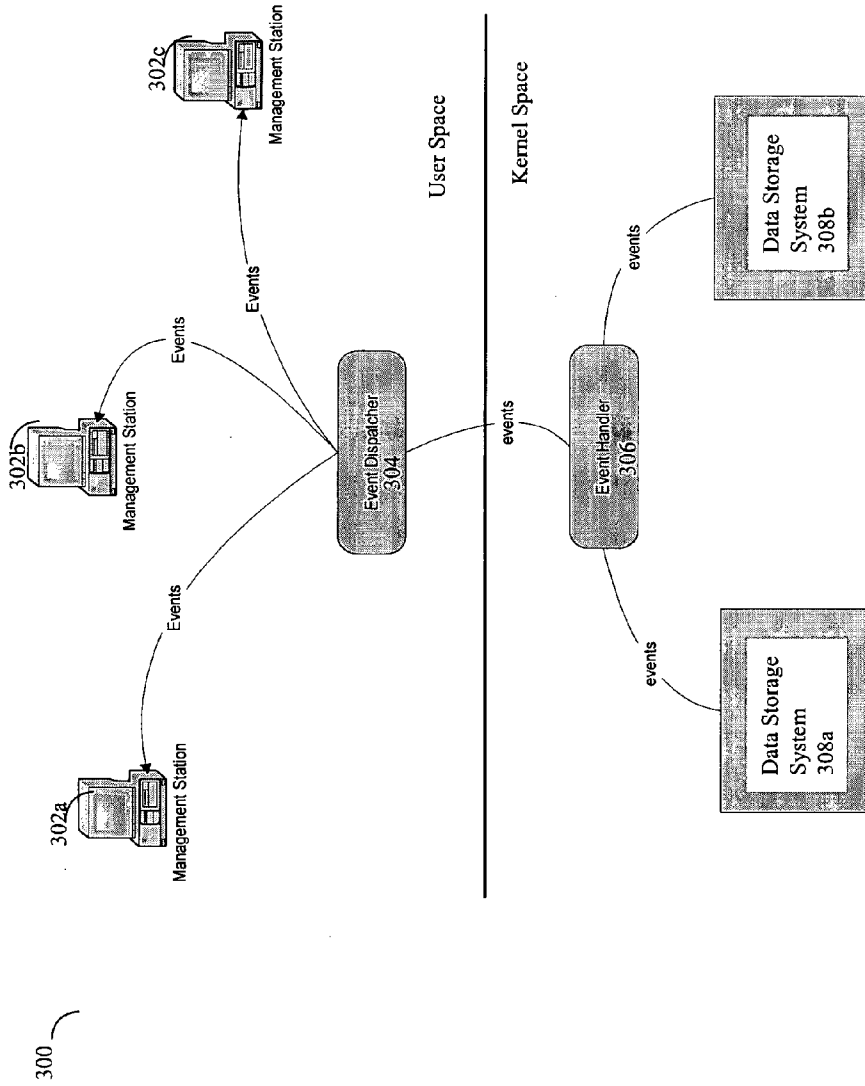 302c
Management Station
302b
Management Station
302a
Management Station
Events
Events
Events
Event Dispatcher
304
User Space
Kernel Space
events
Event Handler
306
events
events
Data Storage
System
308a
Data Storage
System
308b
300